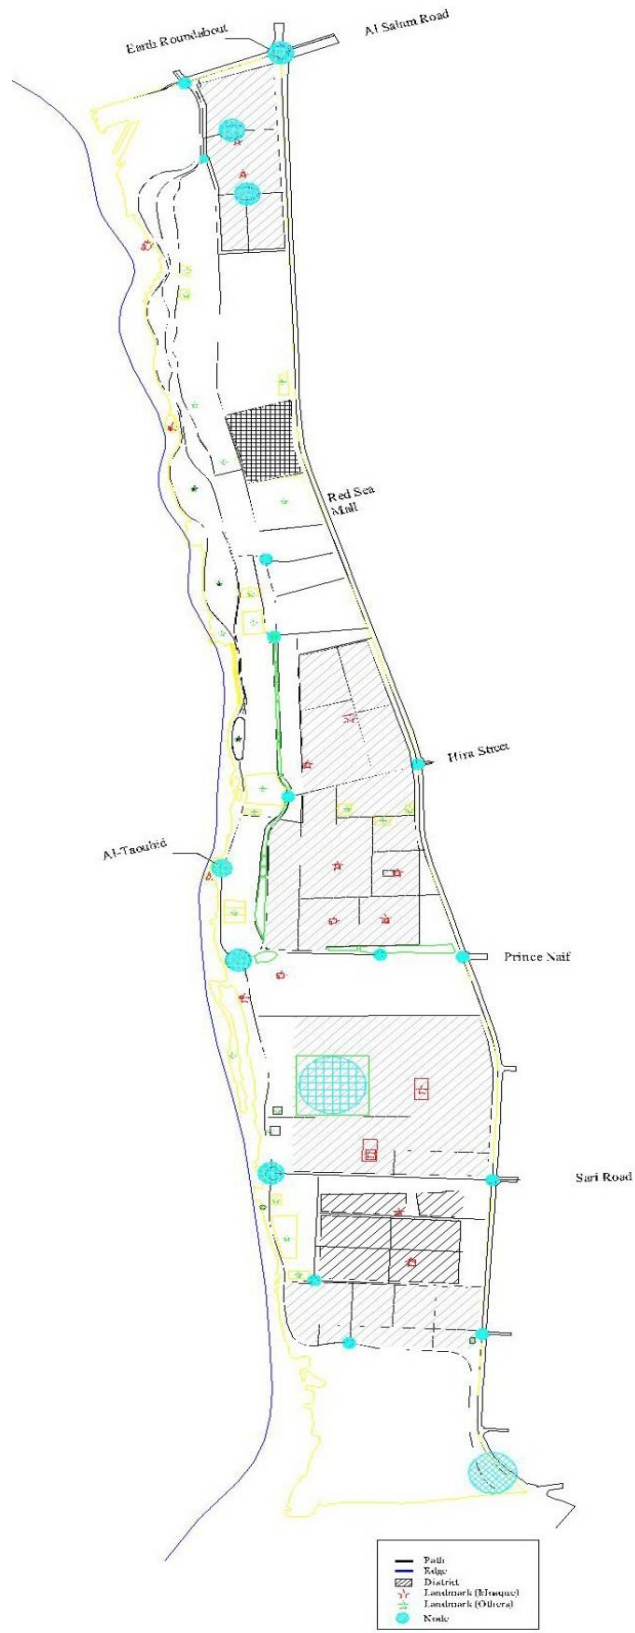 Al Salam Road
Earth Roundabout
Red Sea
Mall
Hira Street
Al-Taouhid
Prince Naif
Sari Road
Path
Edge
District
Landmark (Mosque)
Landmark (Others)
Node